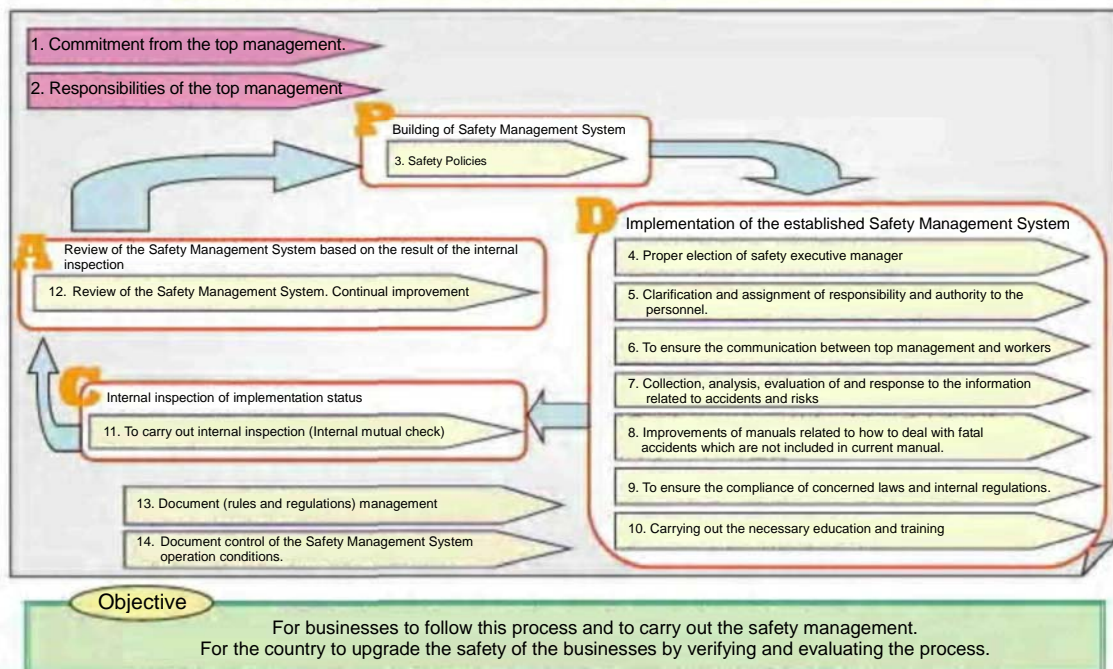 1. Commitment from the top management.
2. Responsibilities of the top management
P
Building of Safety Management System
3. Safety Policies
D
Implementation of the established Safety Management System
4. Proper election of safety executive manager
5. Clarification and assignment of responsibility and authority to the
personnel.
6. To ensure the communication between top management and workers
7. Collection, analysis, evaluation of and response to the information
related to accidents and risks
8. Improvements of manuals related to how to deal with fatal
accidents which are not included in current manual.
9. To ensure the compliance of concerned laws and internal regulations.
10. Carrying out the necessary education and training
C
Internal inspection of implementation status
11. To carry out internal inspection (Internal mutual check)
A
Review of the Safety Management System based on the result of the internal
inspection
12. Review of the Safety Management System. Continual improvement
13. Document (rules and regulations) management
14. Document control of the Safety Management System
operation conditions.
Objective
For businesses to follow this process and to carry out the safety management.
For the country to upgrade the safety of the businesses by verifying and evaluating the process.